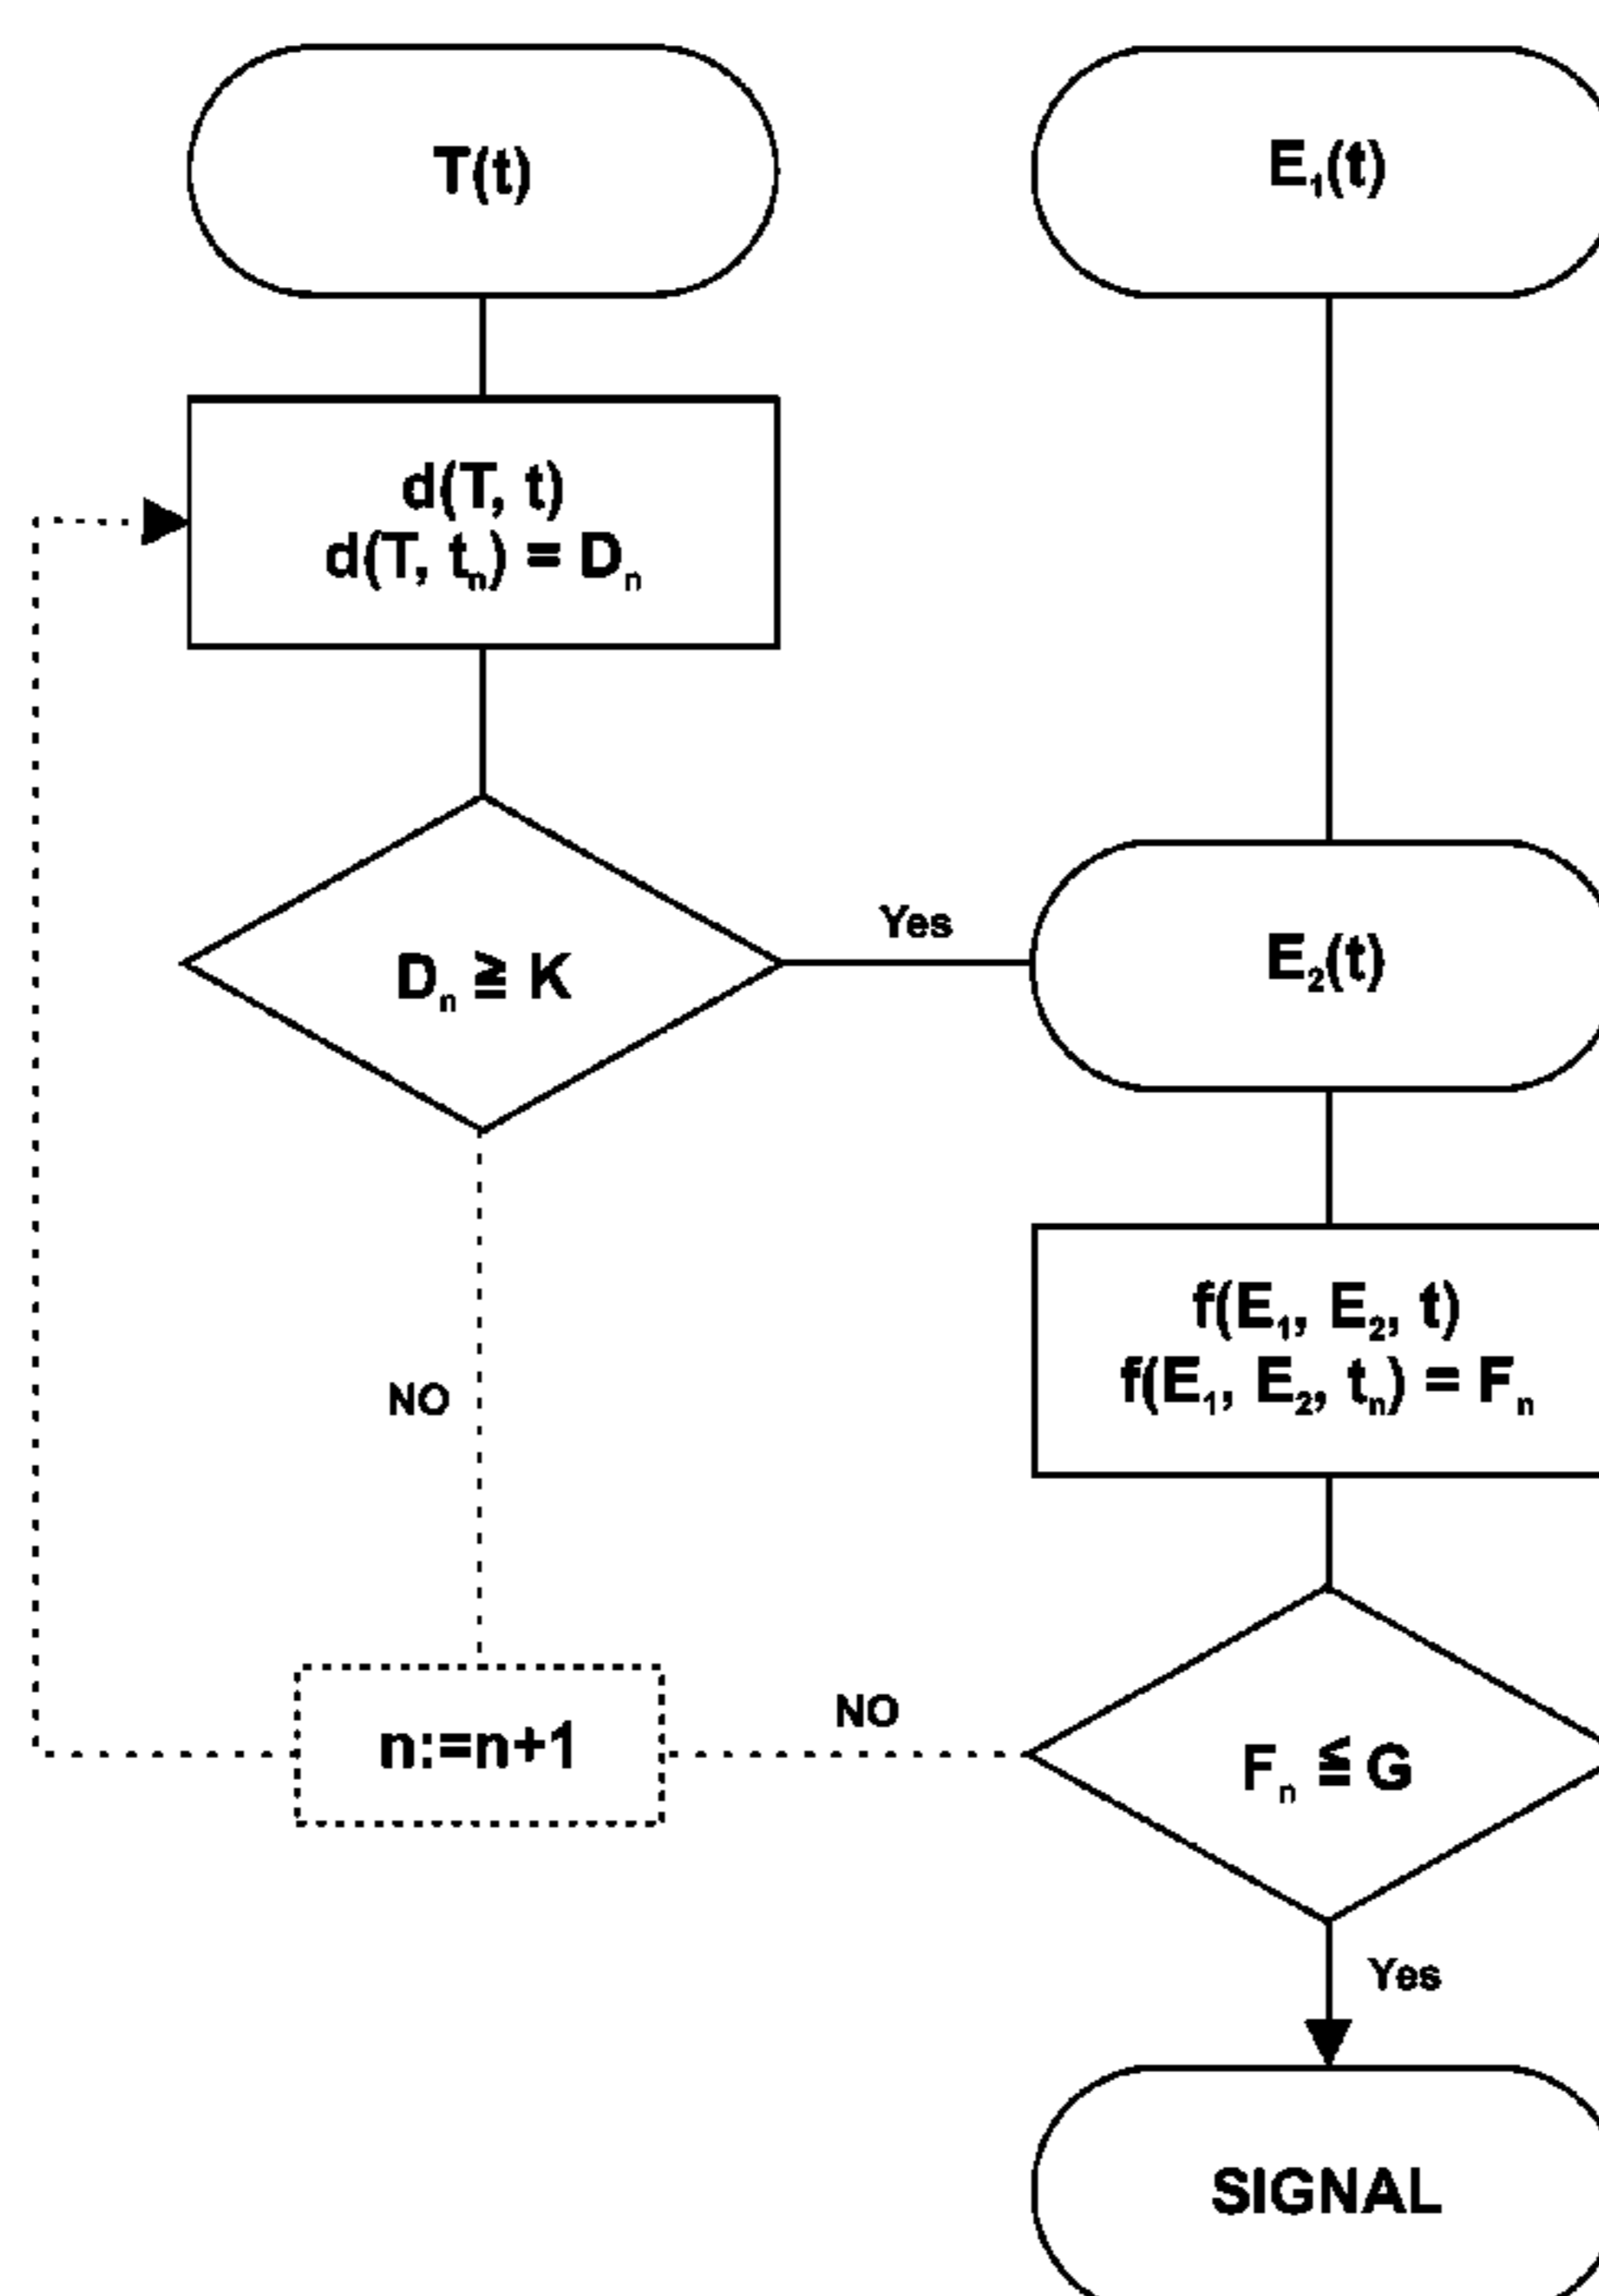 T(t)
E₁(t)
d(T, t)
d(T, tₙ) = Dₙ
Dₙ ≧ K
Yes
E₂(t)
f(E₁, E₂, t)
f(E₁, E₂, tₙ) = Fₙ
NO
n:=n+1
NO
Fₙ ≦ G
Yes
SIGNAL